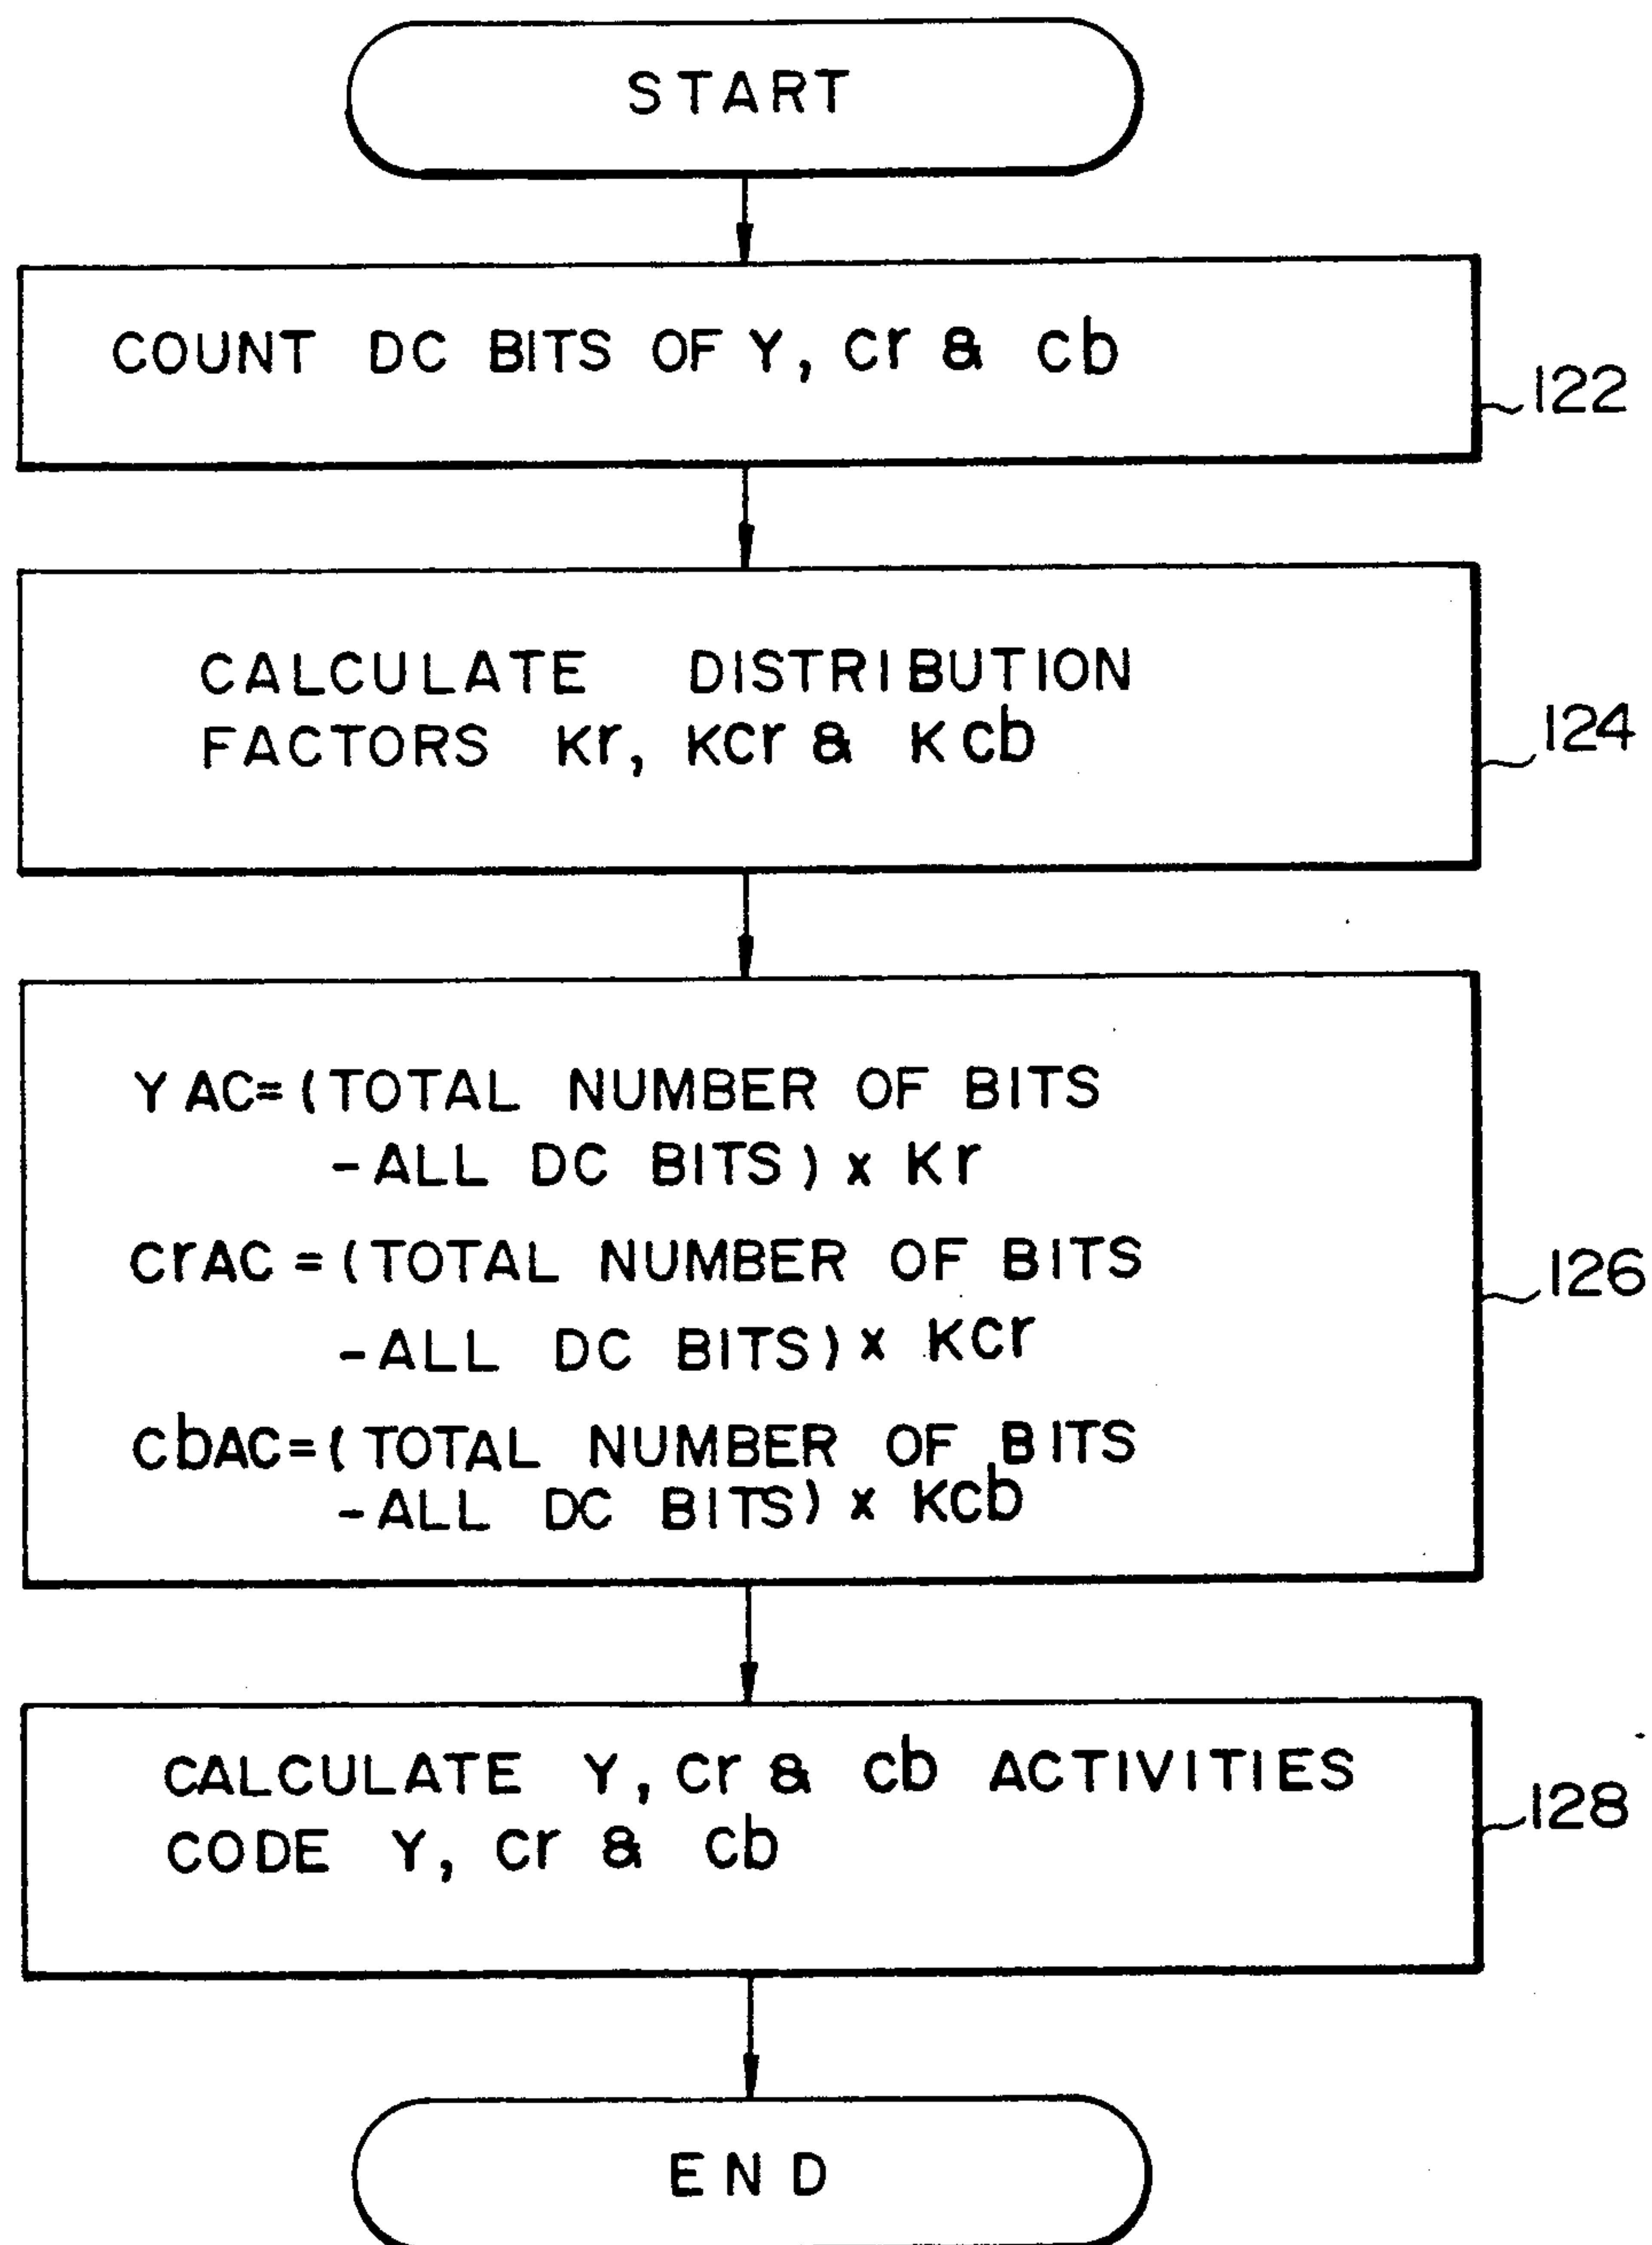 START
COUNT DC BITS OF Y, Cr & Cb
122
CALCULATE DISTRIBUTION
FACTORS Kr, KCr & KCb
124
YAC=(TOTAL NUMBER OF BITS
-ALL DC BITS) x Kr
CrAC=(TOTAL NUMBER OF BITS
-ALL DC BITS) x KCr
126
CbAC=(TOTAL NUMBER OF BITS
-ALL DC BITS) x KCb
CALCULATE Y, Cr & Cb ACTIVITIES
CODE Y, Cr & Cb
128
END